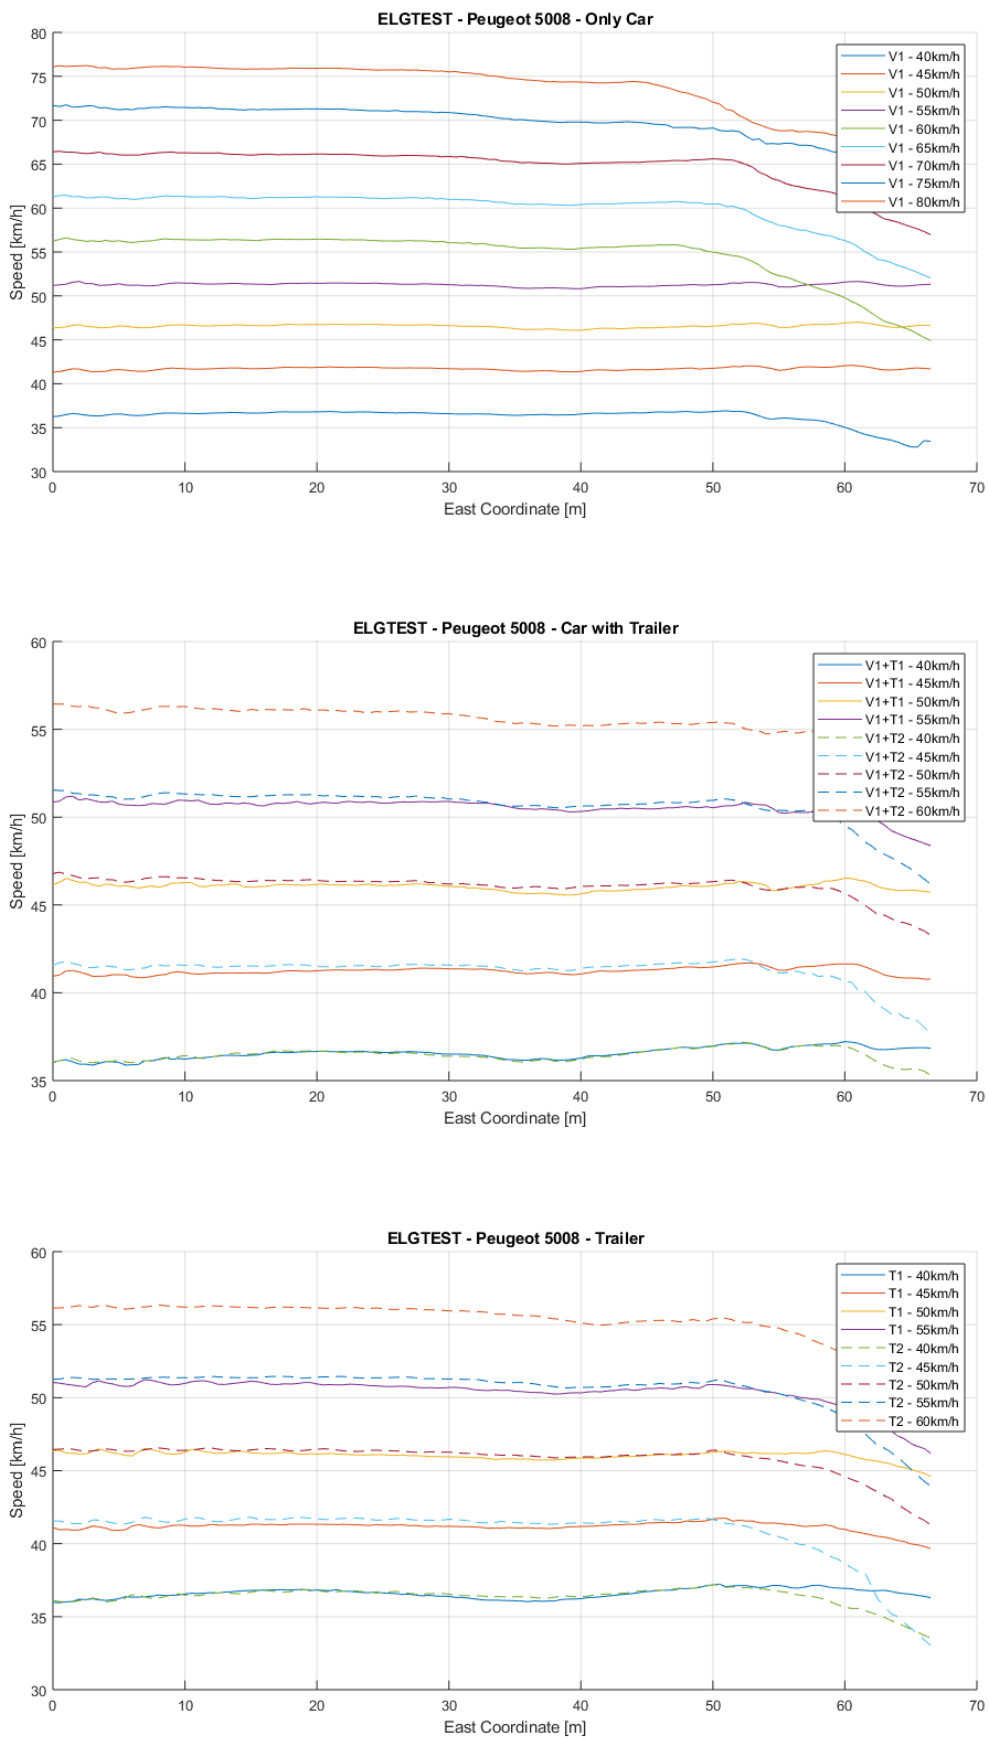 ELGTEST - Peugeot 5008 - Only Car
80
75
70
65
60
55
50
45
40
35
30
Speed [km/h]
V1 - 40km/h
V1 - 45km/h
V1 - 50km/h
V1 - 55km/h
V1 - 60km/h
V1 - 65km/h
V1 - 70km/h
V1 - 75km/h
V1 - 80km/h
0 10 20 30 40 50 60 70
East Coordinate [m]
ELGTEST - Peugeot 5008 - Car with Trailer
60
55
50
45
40
35
Speed [km/h]
V1+T1 - 40km/h
V1+T1 - 45km/h
V1+T1 - 50km/h
V1+T1 - 55km/h
V1+T2 - 40km/h
V1+T2 - 45km/h
V1+T2 - 50km/h
V1+T2 - 55km/h
V1+T2 - 60km/h
0 10 20 30 40 50 60 70
East Coordinate [m]
ELGTEST - Peugeot 5008 - Trailer
60
55
50
45
40
35
30
Speed [km/h]
T1 - 40km/h
T1 - 45km/h
T1 - 50km/h
T1 - 55km/h
T2 - 40km/h
T2 - 45km/h
T2 - 50km/h
T2 - 55km/h
T2 - 60km/h
0 10 20 30 40 50 60 70
East Coordinate [m]